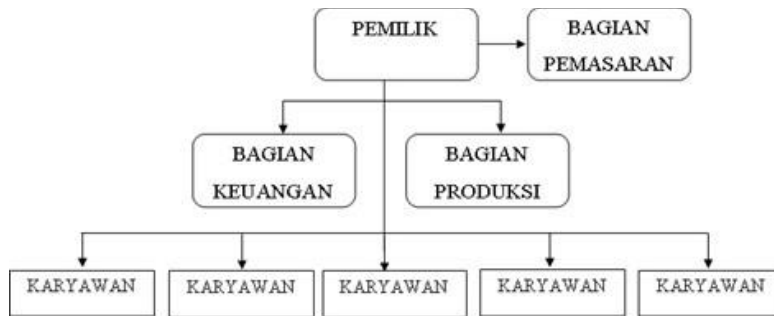 PEMILIK
BAGIAN
PEMASARAN
BAGIAN
KEUANGAN
BAGIAN
PRODUKSI
KARYAWAN
KARYAWAN
KARYAWAN
KARYAWAN
KARYAWAN